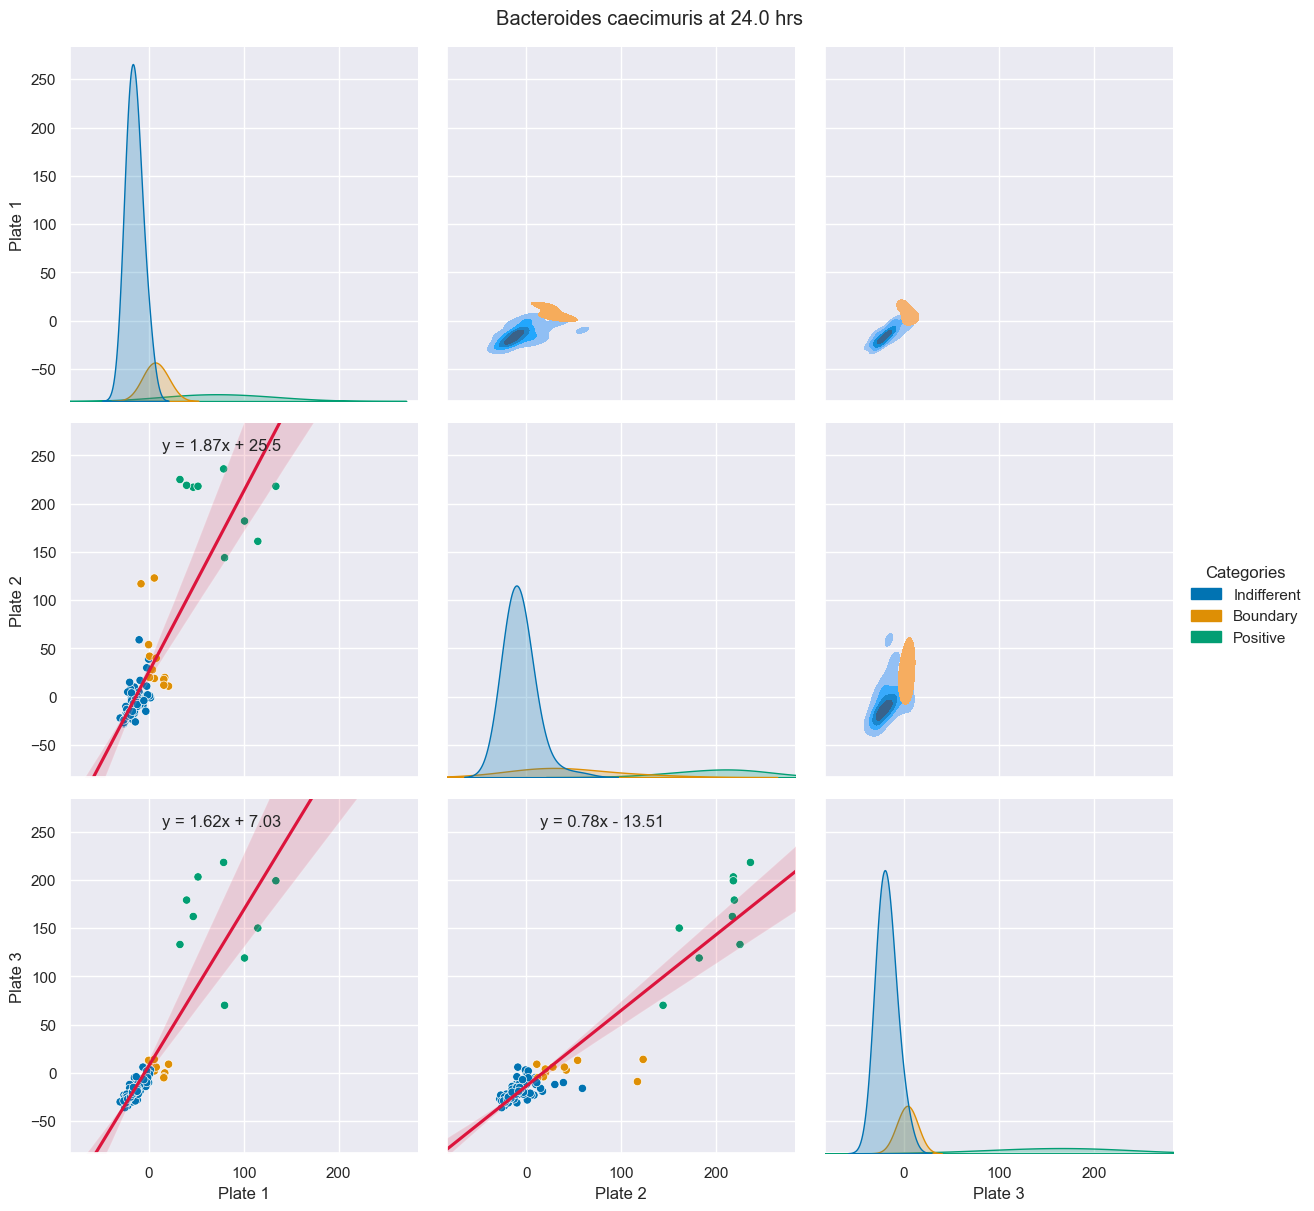 Bacteroides caecimuris at 24.0 hrs
Plate 1
250
200
150
100
50
0
−50
y = 1.87x + 25.5
Plate 2
250
200
150
100
50
0
−50
Categories
Indifferent
Boundary
Positive
y = 1.62x + 7.03
y = 0.78x - 13.51
Plate 3
250
200
150
100
50
0
−50
0 100 200
0 100 200
0 100 200
Plate 1
Plate 2
Plate 3